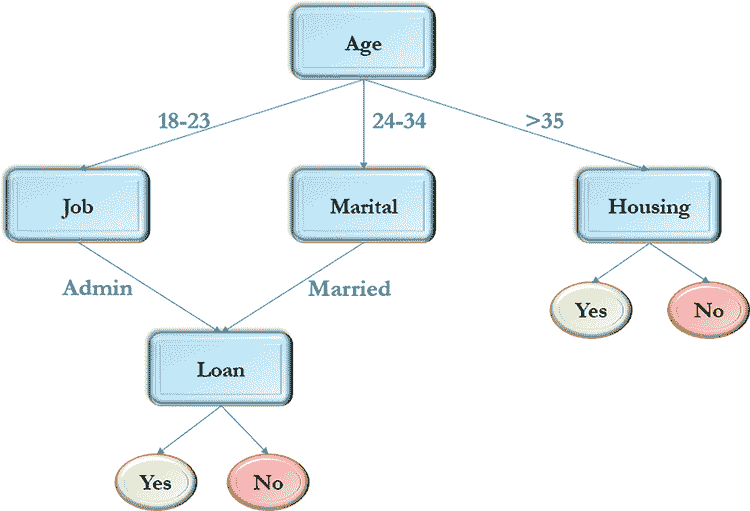 Age
18-23
24-34
>35
Job
Marital
Housing
Admin
Married
Yes
No
Loan
Yes
No